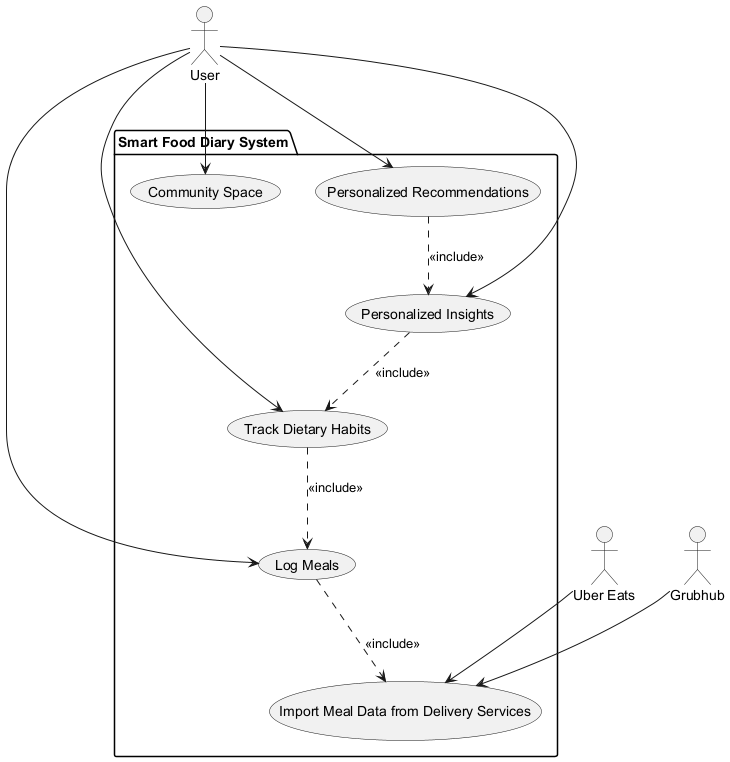 User
Smart Food Diary System
Community Space
Personalized Recommendations
«include»
Personalized Insights
«include»
Track Dietary Habits
«include»
Log Meals
Uber Eats
Grubhub
«include»
Import Meal Data from Delivery Services